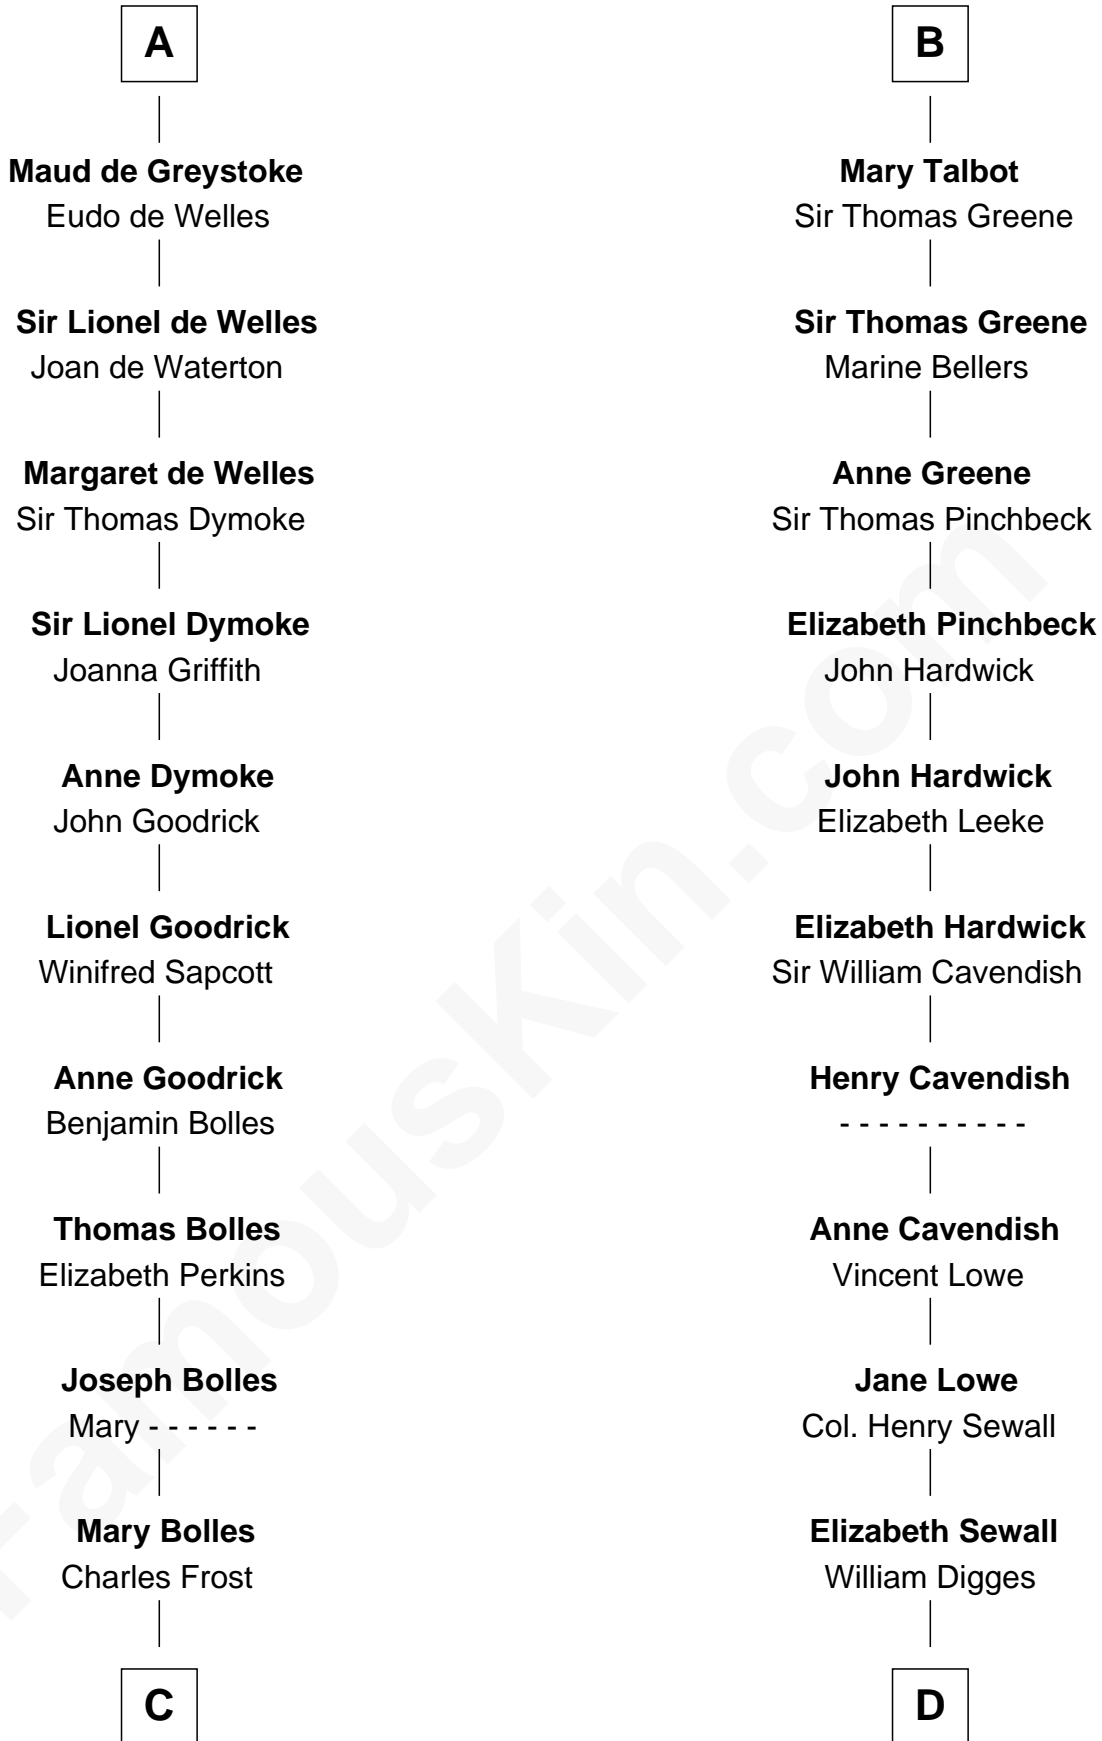 A
Maud de Greystoke
Eudo de Welles
Sir Lionel de Welles
Joan de Waterton
Margaret de Welles
Sir Thomas Dymoke
Sir Lionel Dymoke
Joanna Griffith
Anne Dymoke
John Goodrick
Lionel Goodrick
Winifred Sapcott
Anne Goodrick
Benjamin Bolles
Thomas Bolles
Elizabeth Perkins
Joseph Bolles
Mary - - - - - -
Mary Bolles
Charles Frost
C
B
Mary Talbot
Sir Thomas Greene
Sir Thomas Greene
Marine Bellers
Anne Greene
Sir Thomas Pinchbeck
Elizabeth Pinchbeck
John Hardwick
John Hardwick
Elizabeth Leeke
Elizabeth Hardwick
Sir William Cavendish
Henry Cavendish
- - - - - - - - - -
Anne Cavendish
Vincent Lowe
Jane Lowe
Col. Henry Sewall
Elizabeth Sewall
William Digges
D
FamousKin.com